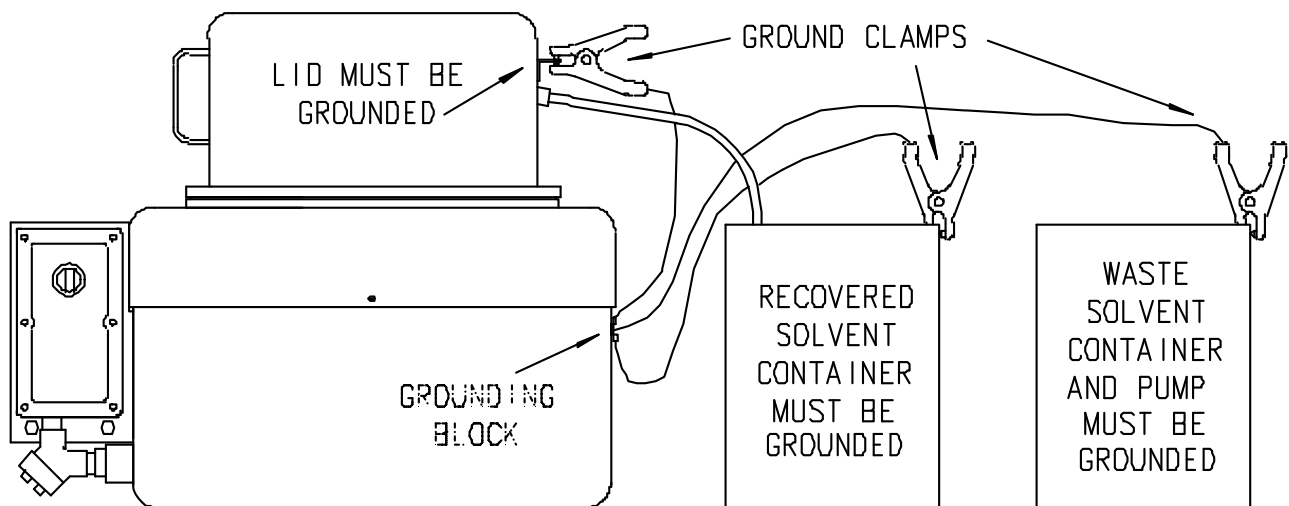 GROUND CLAMPS
LID MUST BE
GROUNDED
GROUNDING
BLOCK
RECOVERED
SOLVENT
CONTAINER
MUST BE
GROUNDED
WASTE
SOLVENT
CONTAINER
AND PUMP
MUST BE
GROUNDED